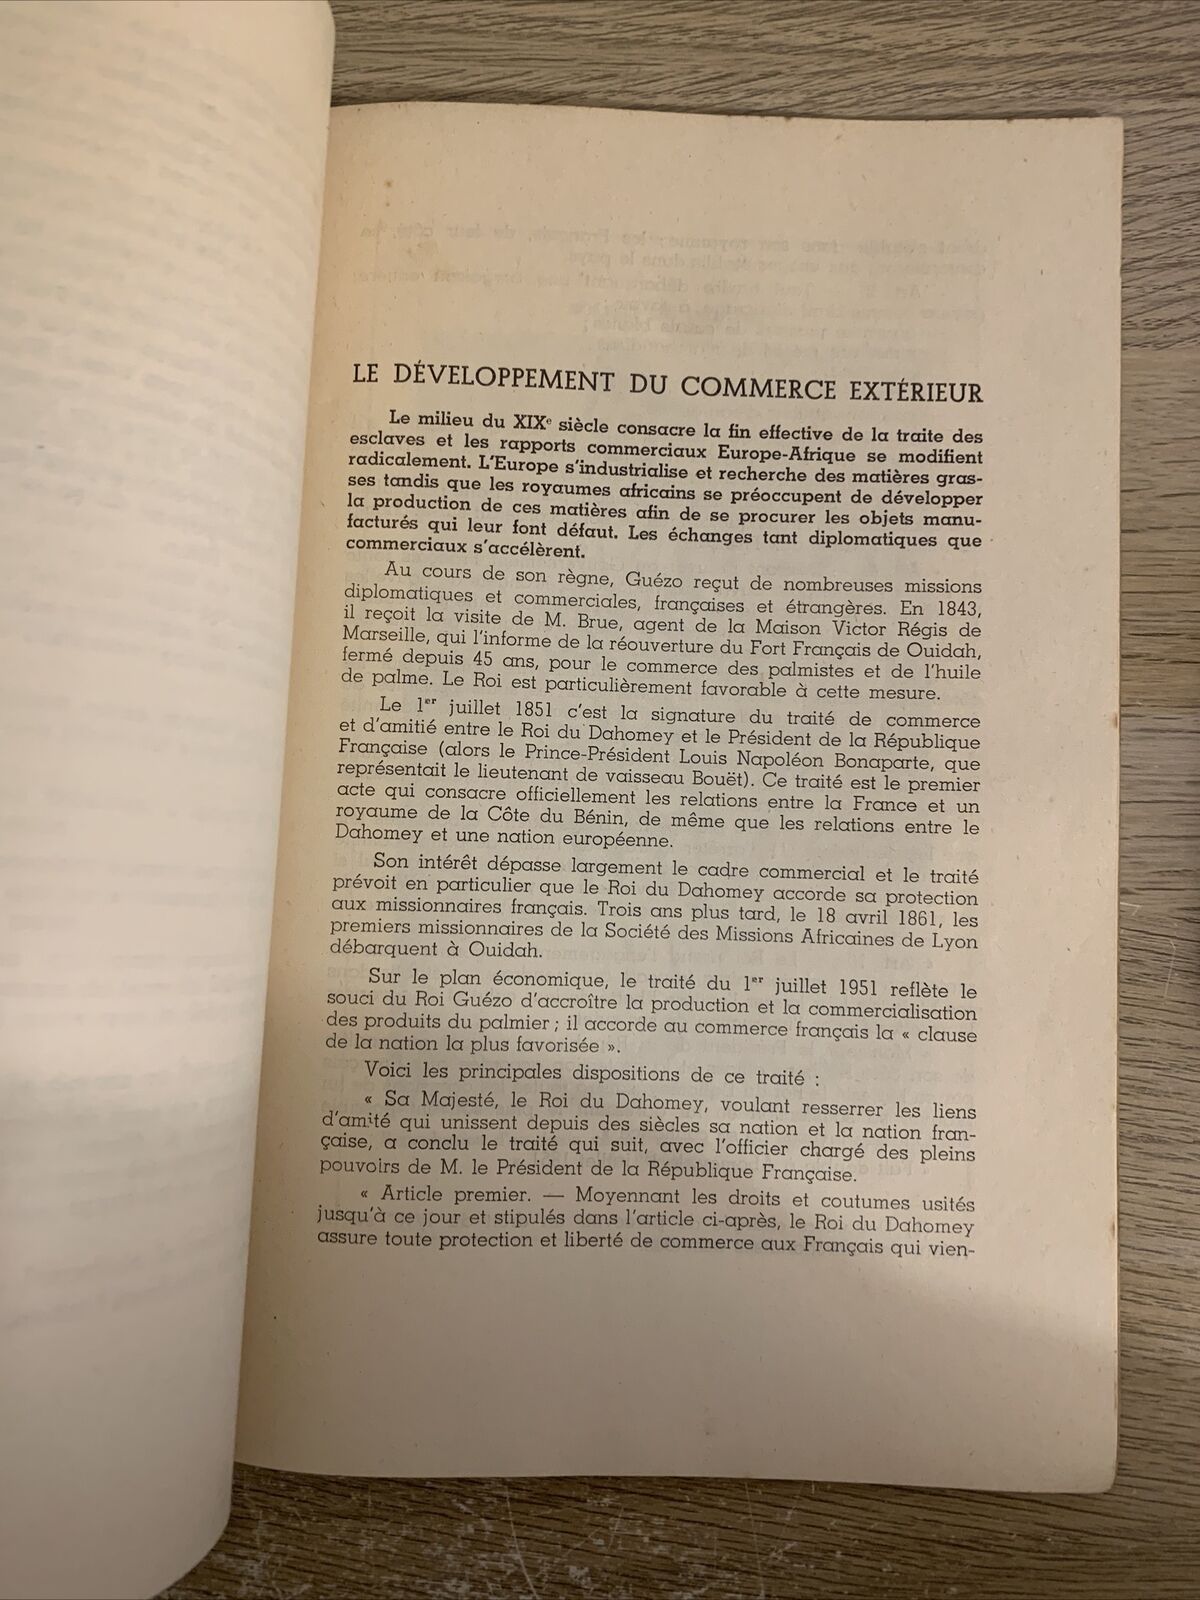 LE DÉVELOPPEMENT DU COMMERCE EXTÉRIEUR
Le milieu du XIXe siècle consacre la fin effective de la traite des
esclaves et les rapports commerciaux Europe-Afrique se modifient
radicalement. L'Europe s'industrialise et recherche des matières gras-
ses tandis que les royaumes africains se préoccupent de développer
la production de ces matières afin de se procurer les objets manu-
facturés qui leur font défaut. Les échanges tant diplomatiques que
commerciaux s'accélèrent.
Au cours de son règne, Guézo reçut de nombreuses missions
diplomatiques et commerciales, françaises et étrangères. En 1843,
il reçoit la visite de M. Brue, agent de la Maison Victor Régis de
Marseille, qui l'informe de la réouverture du Fort Français de Ouidah,
fermé depuis 45 ans, pour le commerce des palmistes et de l'huile
de palme. Le Roi est particulièrement favorable à cette mesure.
Le 1er juillet 1851 c'est la signature du traité de commerce
et d'amitié entre le Roi du Dahomey et le Président de la République
Française (alors le Prince-Président Louis Napoléon Bonaparte, que
représentait le lieutenant de vaisseau Bouët). Ce traité est le premier
acte qui consacre officiellement les relations entre la France et un
royaume de la Côte du Bénin, de même que les relations entre le
Dahomey et une nation européenne.
Son intérêt dépasse largement le cadre commercial et le traité
prévoit en particulier que le Roi du Dahomey accorde sa protection
aux missionnaires français. Trois ans plus tard, le 18 avril 1861, les
premiers missionnaires de la Société des Missions Africaines de Lyon
débarquent à Ouidah.
Sur le plan économique, le traité du 1er juillet 1951 reflète le
souci du Roi Guézo d'accroître la production et la commercialisation
des produits du palmier ; il accorde au commerce français la « clause
de la nation la plus favorisée ».
Voici les principales dispositions de ce traité :
« Sa Majesté, le Roi du Dahomey, voulant resserrer les liens
d'amitié qui unissent depuis des siècles sa nation et la nation fran-
çaise, a conclu le traité qui suit, avec l'officier chargé des pleins
pouvoirs de M. le Président de la République Française.
« Article premier. — Moyennant les droits et coutumes usités
jusqu'à ce jour et stipulés dans l'article ci-après, le Roi du Dahomey
assure toute protection et liberté de commerce aux Français qui vien-